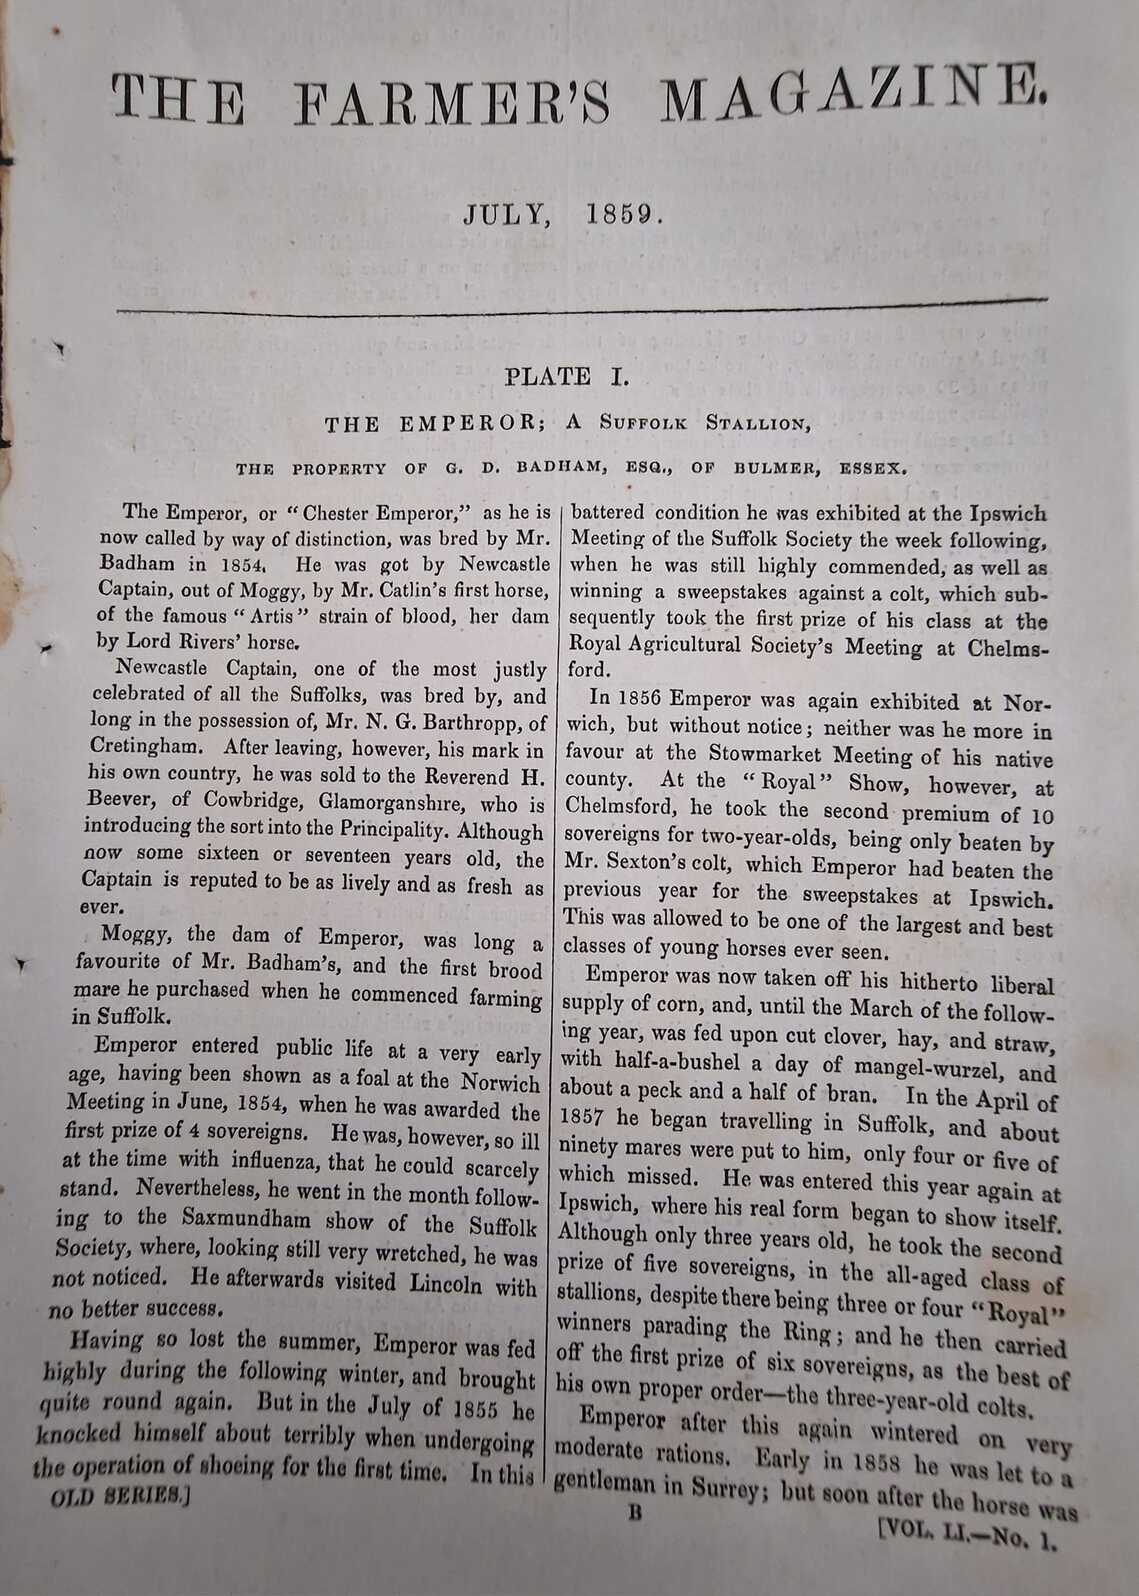 THE FARMER'S MAGAZINE.
JULY, 1859.
PLATE I.
THE EMPEROR; A SUFFOLK STALLION,
THE PROPERTY OF G. D. BADHAM, ESQ., OF BULMER, ESSEX.
The Emperor, or "Chester Emperor," as he is
now called by way of distinction, was bred by Mr.
Badham in 1854. He was got by Newcastle
Captain, out of Moggy, by Mr. Catlin's first horse,
of the famous "Artis" strain of blood, her dam
by Lord Rivers' horse.
Newcastle Captain, one of the most justly
celebrated of all the Suffolks, was bred by, and
long in the possession of, Mr. N. G. Barthropp, of
Cretingham. After leaving, however, his mark in
his own country, he was sold to the Reverend H.
Beever, of Cowbridge, Glamorganshire, who is
introducing the sort into the Principality. Although
now some sixteen or seventeen years old, the
Captain is reputed to be as lively and as fresh as
ever.
Moggy, the dam of Emperor, was long a
favourite of Mr. Badham's, and the first brood
mare he purchased when he commenced farming
in Suffolk.
Emperor entered public life at a very early
age, having been shown as a foal at the Norwich
Meeting in June, 1854, when he was awarded the
first prize of 4 sovereigns. He was, however, so ill
at the time with influenza, that he could scarcely
stand. Nevertheless, he went in the month follow-
ing to the Saxmundham show of the Suffolk
Society, where, looking still very wretched, he was
not noticed. He afterwards visited Lincoln with
no better success.
Having so lost the summer, Emperor was fed
highly during the following winter, and brought
quite round again. But in the July of 1855 he
knocked himself about terribly when undergoing
the operation of shoeing for the first time. In this
OLD SERIES.]
battered condition he was exhibited at the Ipswich
Meeting of the Suffolk Society the week following,
when he was still highly commended, as well as
winning a sweepstakes against a colt, which sub-
sequently took the first prize of his class at the
Royal Agricultural Society's Meeting at Chelms-
ford.
In 1856 Emperor was again exhibited at Nor-
wich, but without notice; neither was he more in
favour at the Stowmarket Meeting of his native
county. At the "Royal" Show, however, at
Chelmsford, he took the second premium of 10
sovereigns for two-year-olds, being only beaten by
Mr. Sexton's colt, which Emperor had beaten the
previous year for the sweepstakes at Ipswich.
This was allowed to be one of the largest and best
classes of young horses ever seen.
Emperor was now taken off his hitherto liberal
supply of corn, and, until the March of the follow-
ing year, was fed upon cut clover, hay, and straw,
with half-a-bushel a day of mangel-wurzel, and
about a peck and a half of bran. In the April of
1857 he began travelling in Suffolk, and about
ninety mares were put to him, only four or five of
which missed. He was entered this year again at
Ipswich, where his real form began to show itself.
Although only three years old, he took the second
prize of five sovereigns, in the all-aged class of
stallions, despite there being three or four "Royal"
winners parading the Ring; and he then carried
off the first prize of six sovereigns, as the best of
his own proper order—the three-year-old colts.
Emperor after this again wintered on very
moderate rations. Early in 1858 he was let to a
gentleman in Surrey; but soon after the horse was
B
[VOL. LI.—No. 1.